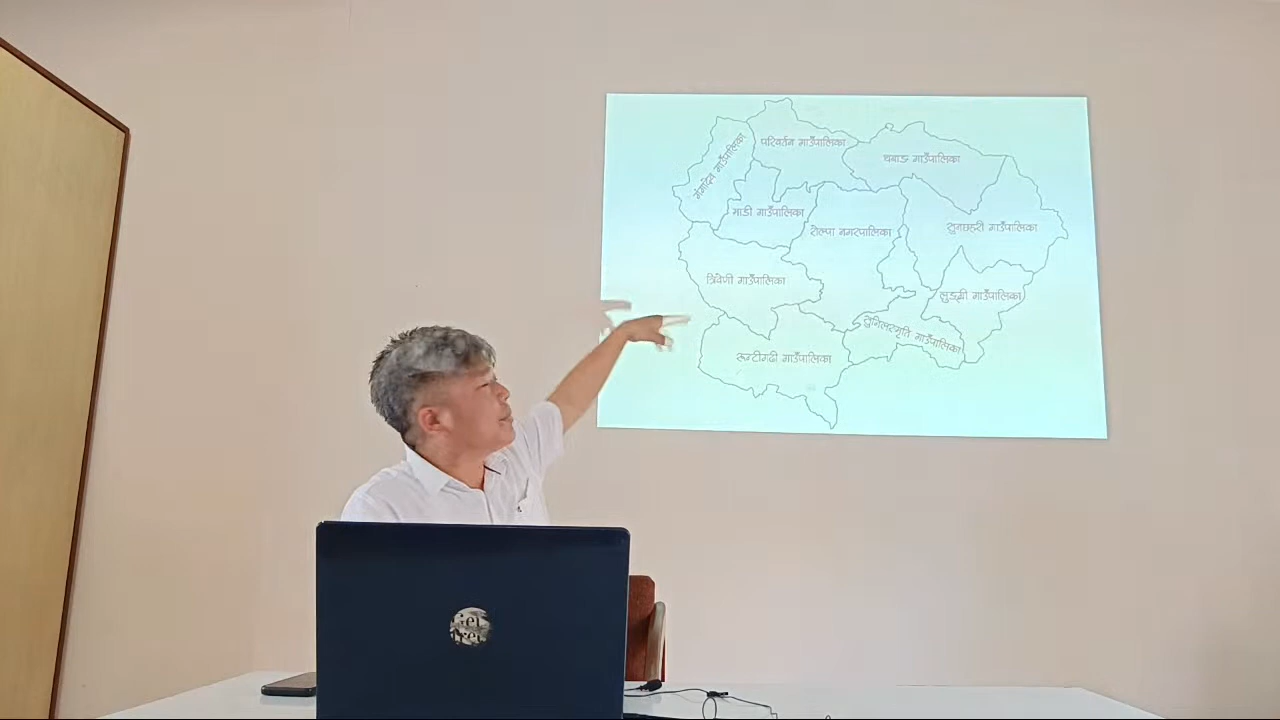 परिवर्तन गाउँपालिका
थबाङ गाउँपालिका
गंगादेव गाउँपालिका
माडी गाउँपालिका
रोल्पा नगरपालिका
सुनछहरी गाउँपालिका
त्रिवेणी गाउँपालिका
लुङ्ग्री गाउँपालिका
सुनिलस्मृति गाउँपालिका
रुन्टीगढी गाउँपालिका